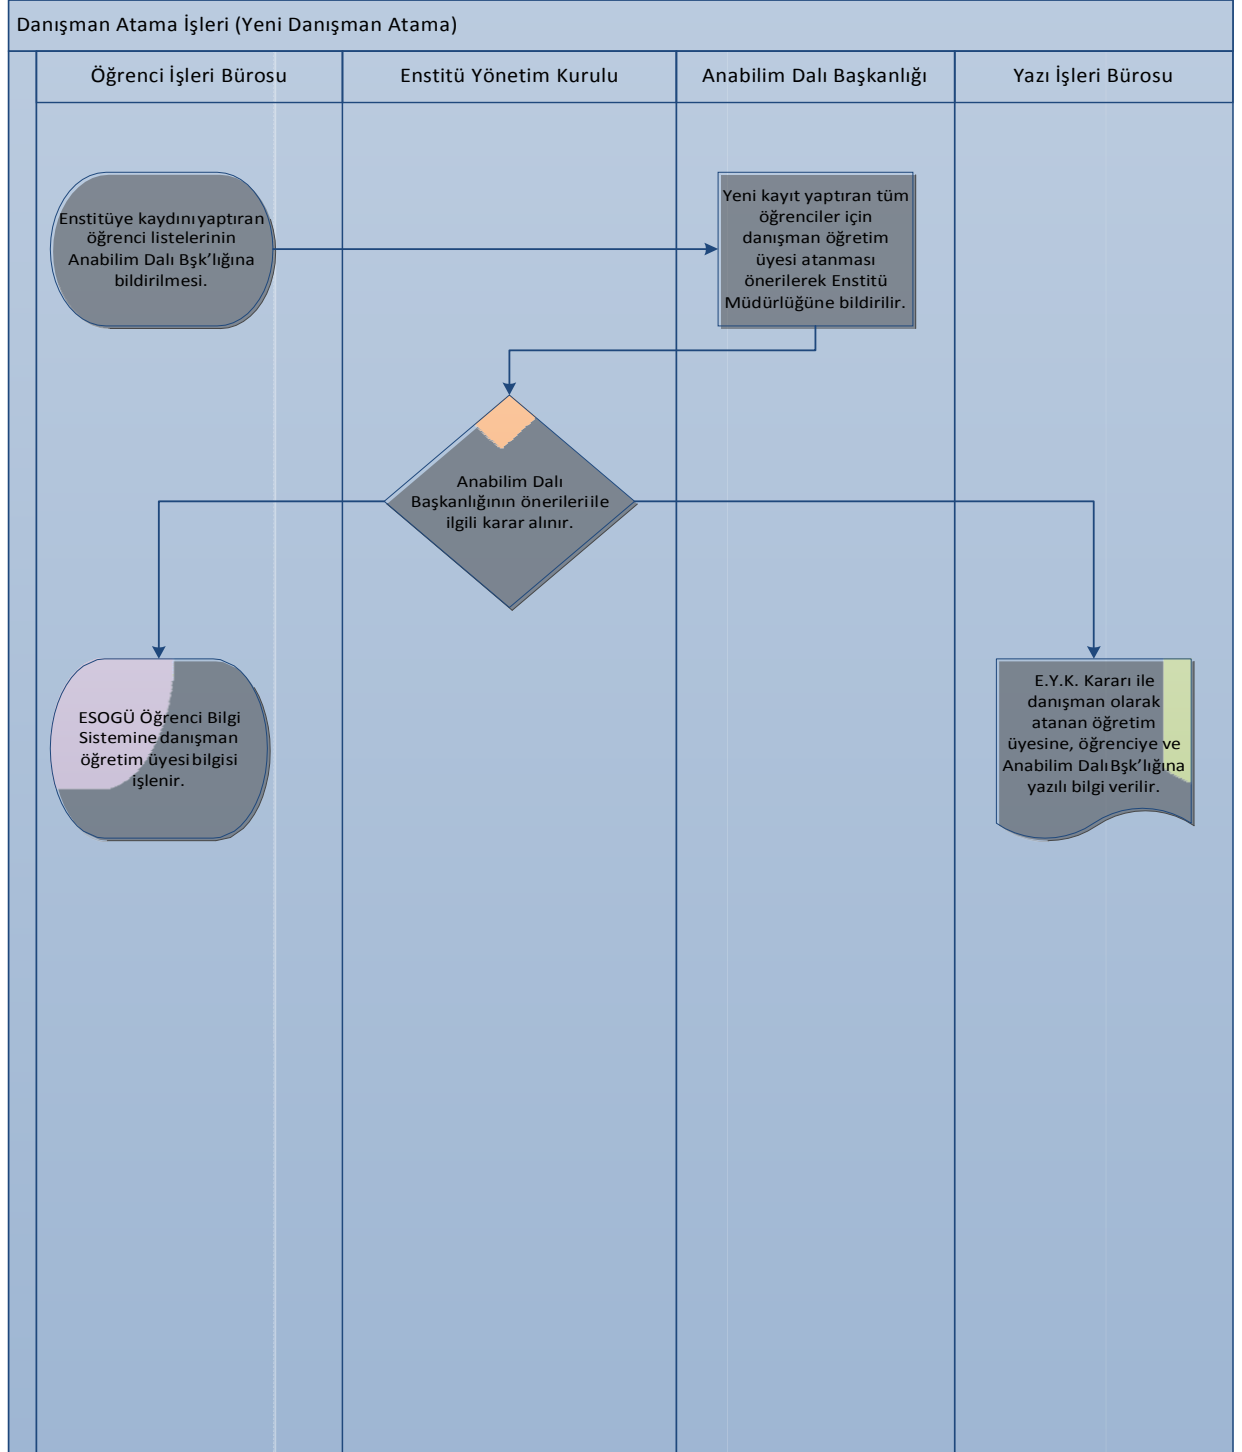 Danışman Atama İşleri (Yeni Danışman Atama)
Öğrenci İşleri Bürosu
Enstitü Yönetim Kurulu
Anabilim Dalı Başkanlığı
Yazı İşleri Bürosu
Enstitüye kaydını yaptıran
öğrenci listelerinin
Anabilim Dalı Bşk’lığına
bildirilmesi.
Yeni kayıt yaptıran tüm
öğrenciler için
danışman öğretim
üyesi atanması
önerilerek Enstitü
Müdürlüğüne bildirilir.
Anabilim Dalı
Başkanlığının önerileri ile
ilgili karar alınır.
ESOGÜ Öğrenci Bilgi
Sistemine danışman
öğretim üyesi bilgisi
işlenir.
E.Y.K. Kararı ile
danışman olarak
atanan öğretim
üyesine, öğrenciye ve
Anabilim Dalı Bşk’lığına
yazılı bilgi verilir.